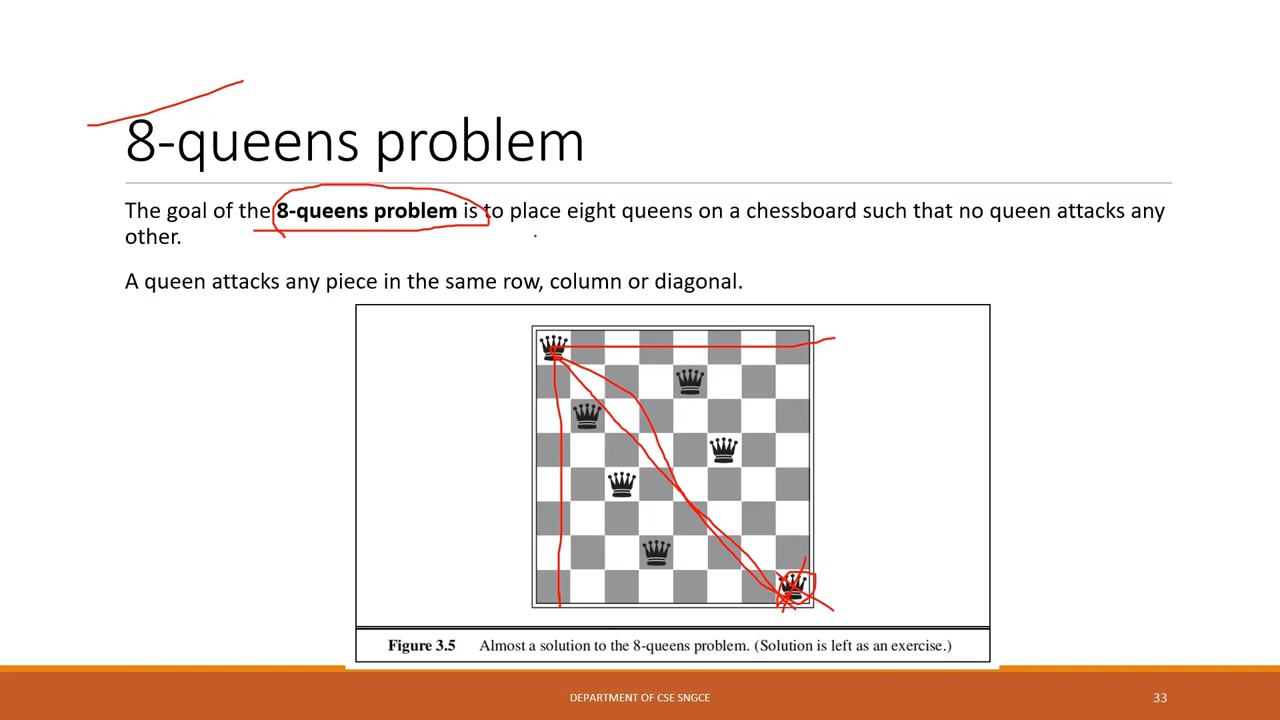 8-queens problem
The goal of the 8-queens problem is to place eight queens on a chessboard such that no queen attacks any
other.
A queen attacks any piece in the same row, column or diagonal.
Figure 3.5 Almost a solution to the 8-queens problem. (Solution is left as an exercise.)
DEPARTMENT OF CSE SNGCE
33